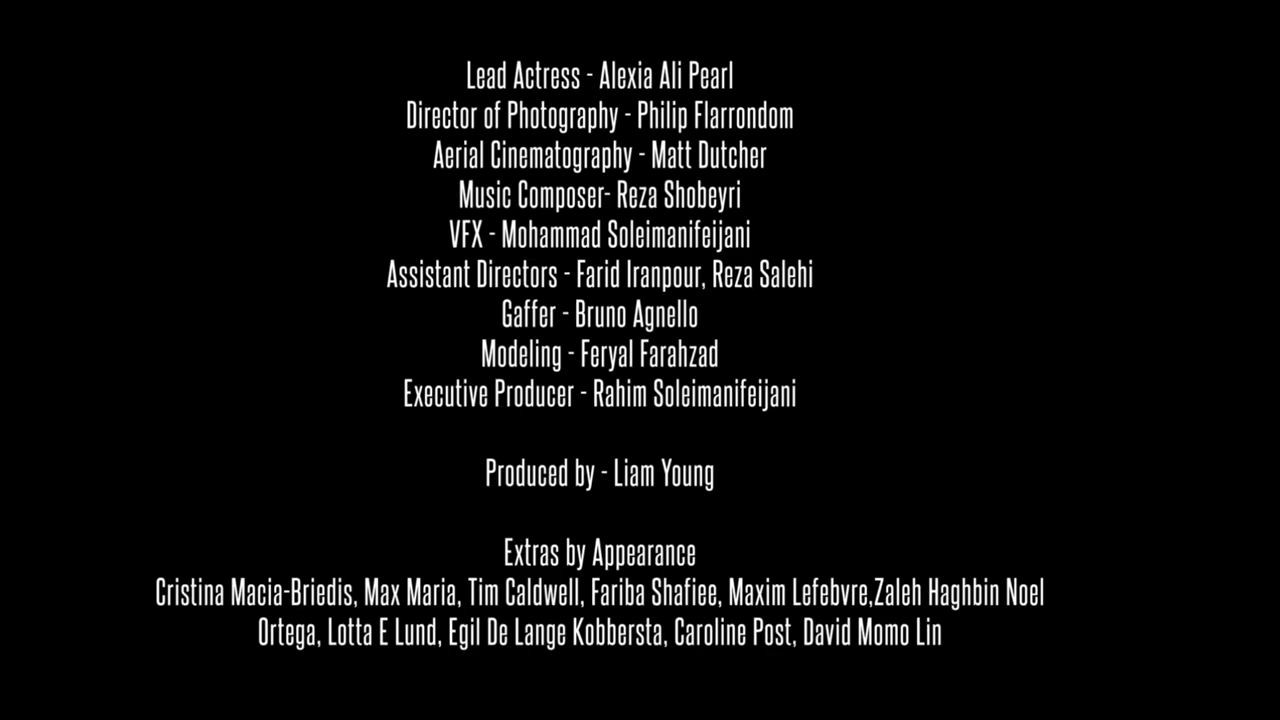 Lead Actress - Alexia Ali Pearl
Director of Photography - Philip Flarrondom
Aerial Cinematography - Matt Dutcher
Music Composer- Reza Shobeyri
VFX - Mohammad Soleimanifeijani
Assistant Directors - Farid Iranpour, Reza Salehi
Gaffer - Bruno Agnello
Modeling - Feryal Farahzad
Executive Producer - Rahim Soleimanifeijani
Produced by - Liam Young
Extras by Appearance
Cristina Macia-Briedis, Max Maria, Tim Caldwell, Fariba Shafiee, Maxim Lefebvre,Zaleh Haghbin Noel
Ortega, Lotta E Lund, Egil De Lange Kobbersta, Caroline Post, David Momo Lin